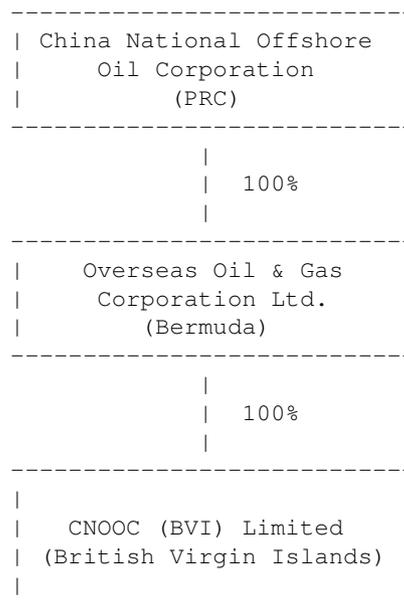 -----------------------------
| China National Offshore
|     Oil Corporation
|          (PRC)
-----------------------------
             |
             |  100%
             |
-----------------------------
|    Overseas Oil & Gas
|     Corporation Ltd.
|        (Bermuda)
-----------------------------
             |
             |  100%
             |
-----------------------------
|
|   CNOOC (BVI) Limited
| (British Virgin Islands)
|